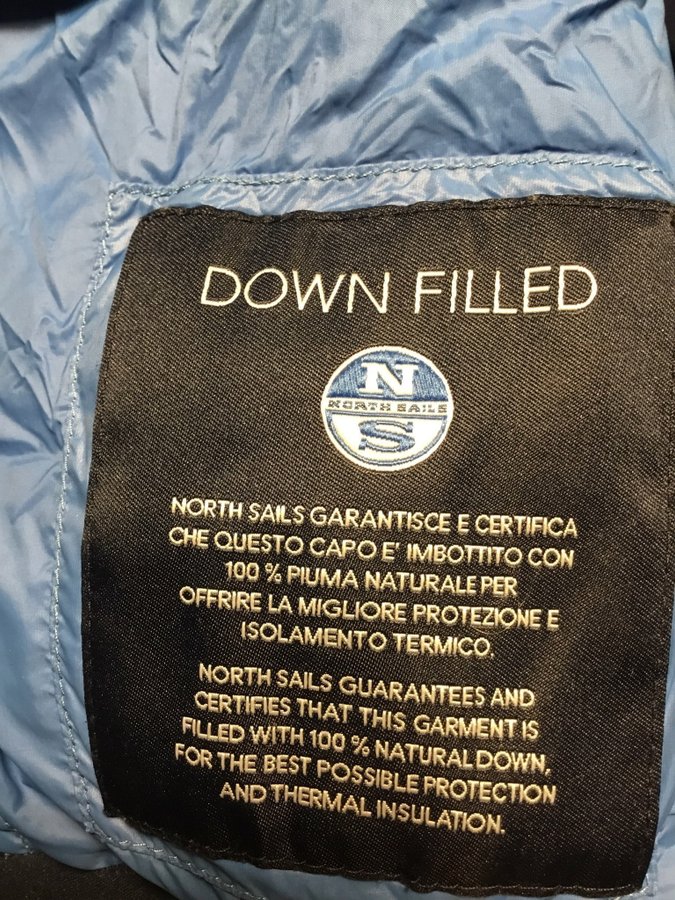 DOWN FILLED
N
NORTH SAILS
S
NORTH SAILS GARANTISCE E CERTIFICA
CHE QUESTO CAPO E' IMBOTTITO CON
100 % PIUMA NATURALE PER
OFFRIRE LA MIGLIORE PROTEZIONE E
ISOLAMENTO TERMICO.
NORTH SAILS GUARANTEES AND
CERTIFIES THAT THIS GARMENT IS
FILLED WITH 100 % NATURAL DOWN,
FOR THE BEST POSSIBLE PROTECTION
AND THERMAL INSULATION.